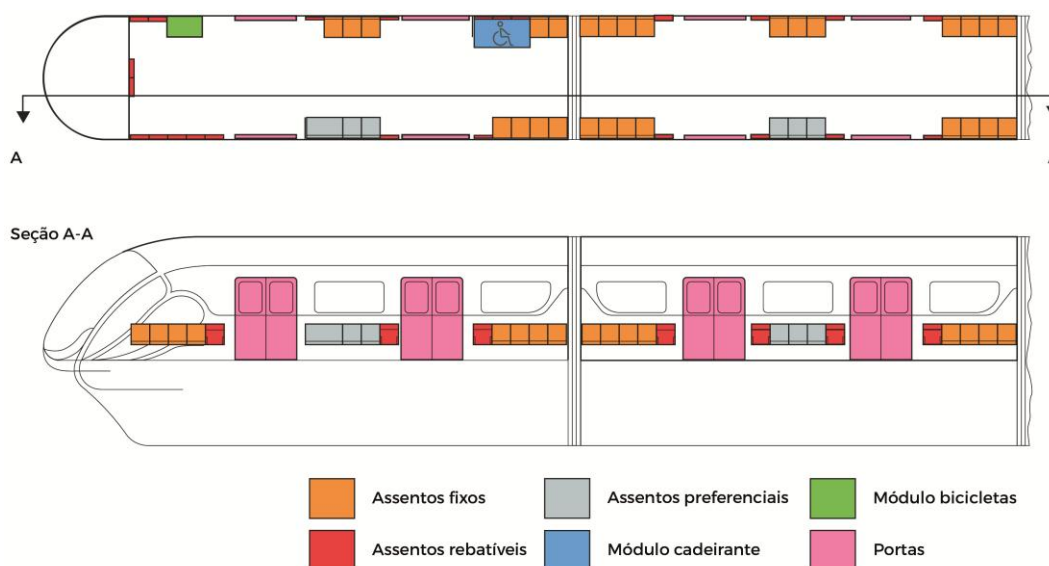 A
Seção A-A
Assentos fixos
Assentos preferenciais
Módulo bicicletas
Assentos rebatíveis
Módulo cadeirante
Portas